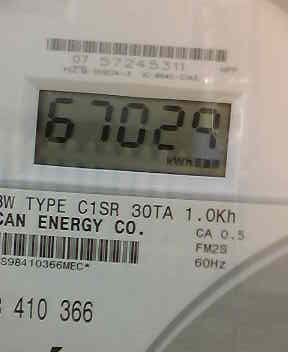 07 57245311
67029
kWh
3W TYPE C1SR 30TA 1.0Kh
CAN ENERGY CO.
CA 0.5
FM2S
S98410366MEC*
60Hz
410 366